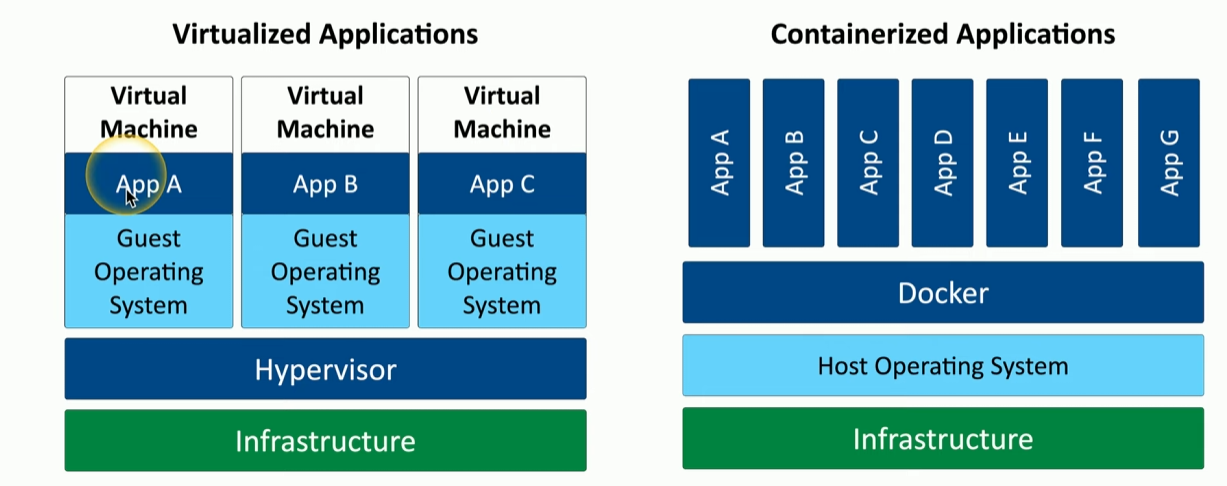 Virtualized Applications
Virtual
Machine
App A
Guest
Operating
System
Virtual
Machine
App B
Guest
Operating
System
Virtual
Machine
App C
Guest
Operating
System
Hypervisor
Infrastructure
Containerized Applications
App A
App B
App C
App D
App E
App F
App G
Docker
Host Operating System
Infrastructure